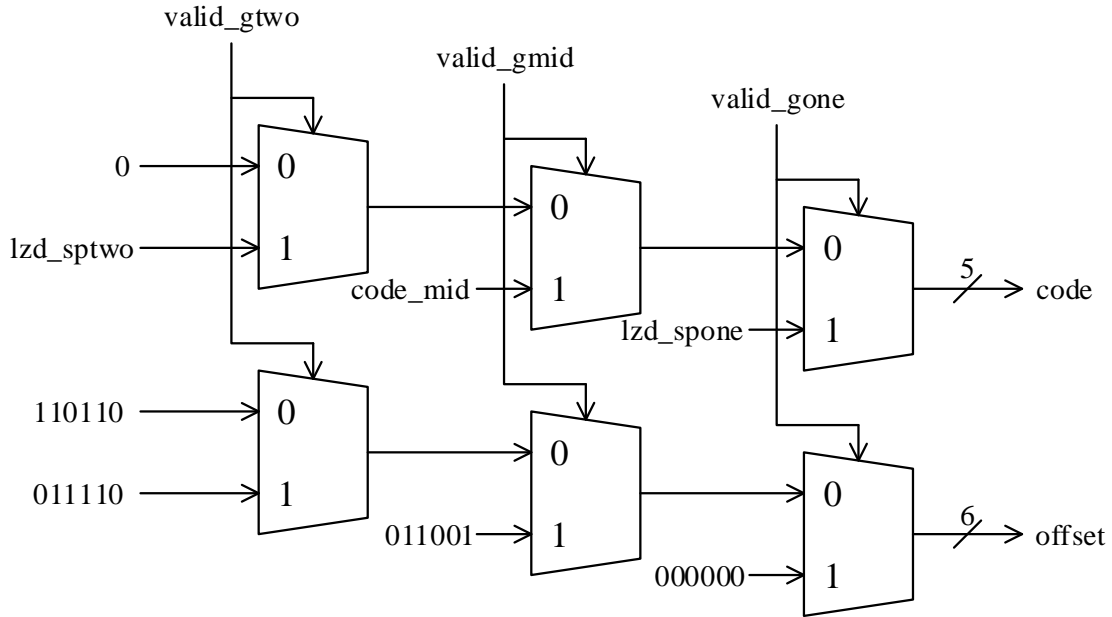 valid_gtwo
valid_gmid
valid_gone
0
0
lzd_sptwo
1
0
code_mid
1
0
5
code
lzd_spone
1
110110
0
011110
1
0
011001
1
0
6
offset
000000
1